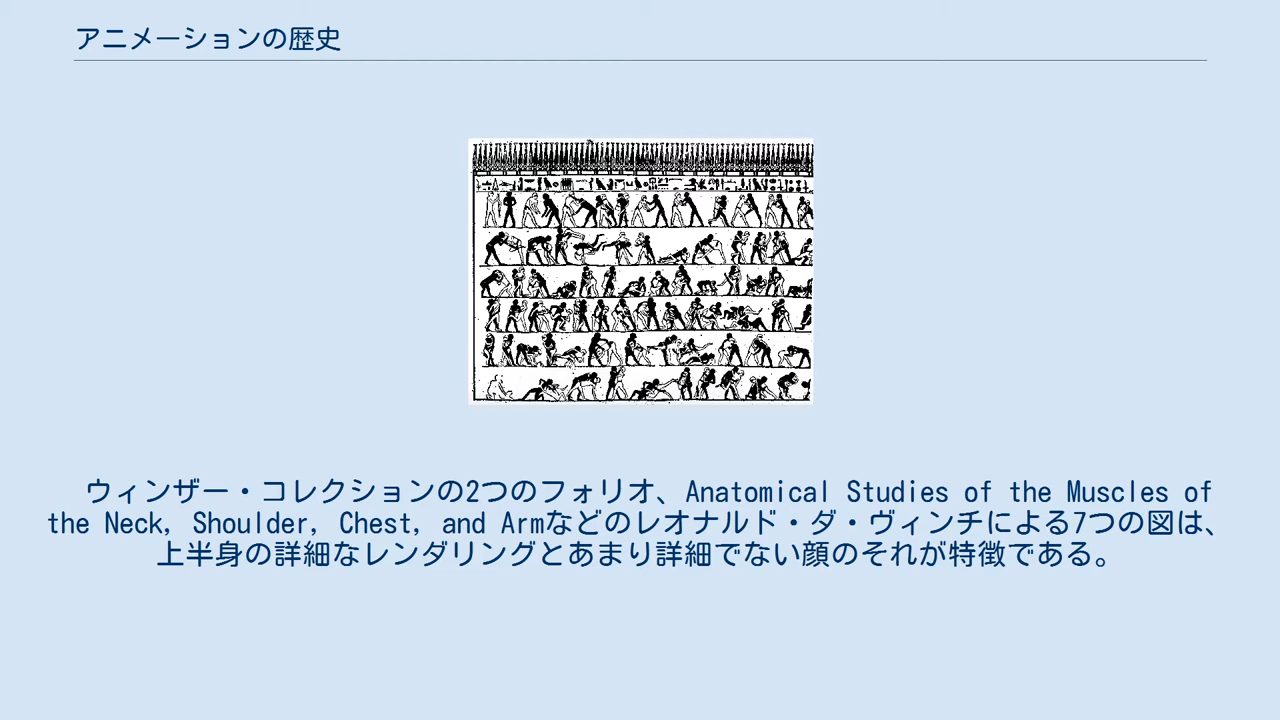 アニメーションの歴史
ウィンザー・コレクションの2つのフォリオ、Anatomical Studies of the Muscles of
the Neck, Shoulder, Chest, and Armなどのレオナルド・ダ・ヴィンチによる7つの図は、
上半身の詳細なレンダリングとあまり詳細でない顔のそれが特徴である。